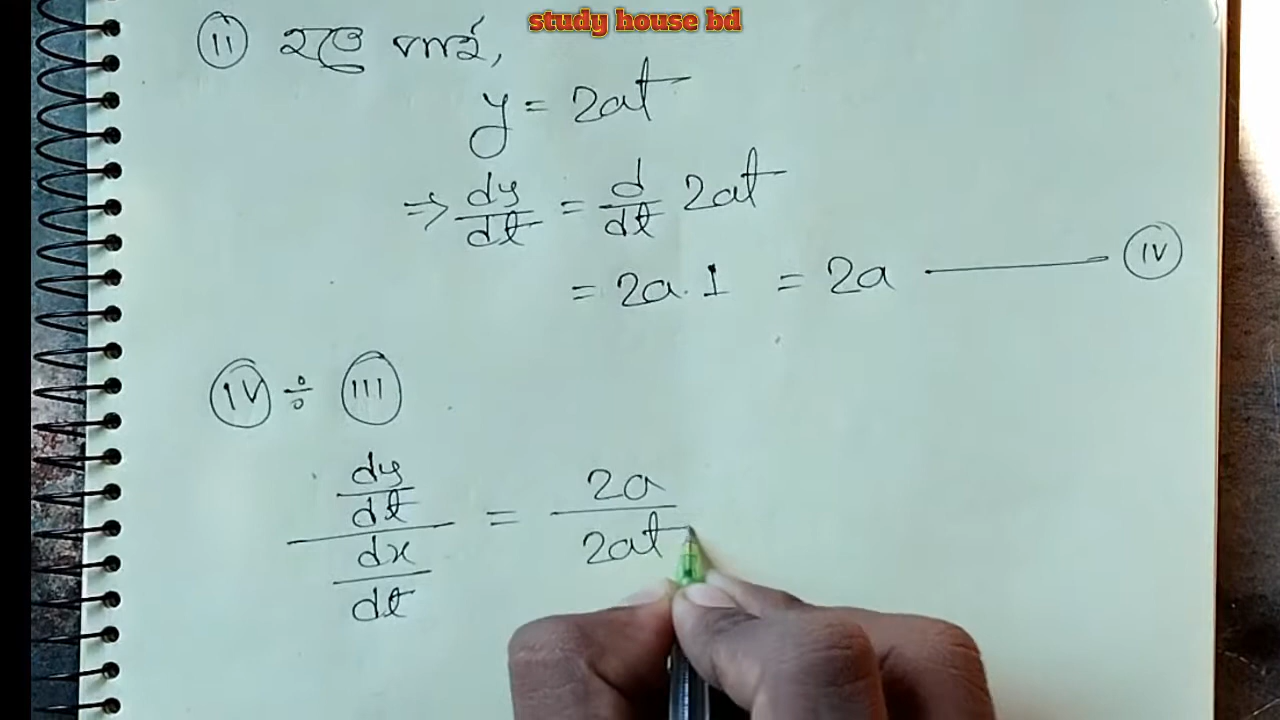 study house bd
(II) হতে পাই,
y = 2at
⇒ dy/dt = d/dt 2at
= 2a.1 = 2a ——— (IV)
(IV) ÷ (III)
(dy/dt)/(dx/dt) = 2a/2at